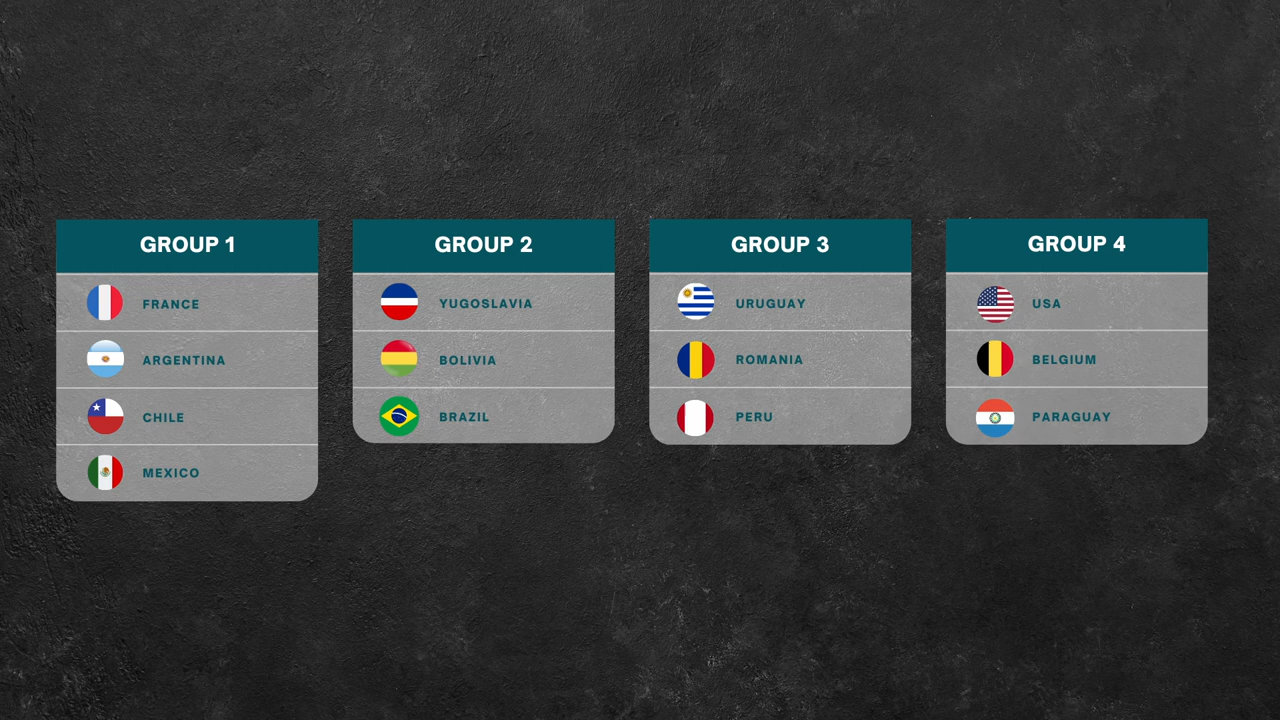 GROUP 1
FRANCE
ARGENTINA
CHILE
MEXICO
GROUP 2
YUGOSLAVIA
BOLIVIA
BRAZIL
GROUP 3
URUGUAY
ROMANIA
PERU
GROUP 4
USA
BELGIUM
PARAGUAY